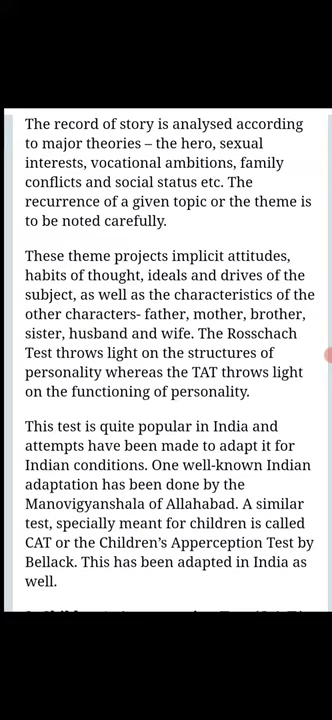 The record of story is analysed according
to major theories – the hero, sexual
interests, vocational ambitions, family
conflicts and social status etc. The
recurrence of a given topic or the theme is
to be noted carefully.
These theme projects implicit attitudes,
habits of thought, ideals and drives of the
subject, as well as the characteristics of the
other characters- father, mother, brother,
sister, husband and wife. The Rosschach
Test throws light on the structures of
personality whereas the TAT throws light
on the functioning of personality.
This test is quite popular in India and
attempts have been made to adapt it for
Indian conditions. One well-known Indian
adaptation has been done by the
Manovigyanshala of Allahabad. A similar
test, specially meant for children is called
CAT or the Children’s Apperception Test by
Bellack. This has been adapted in India as
well.